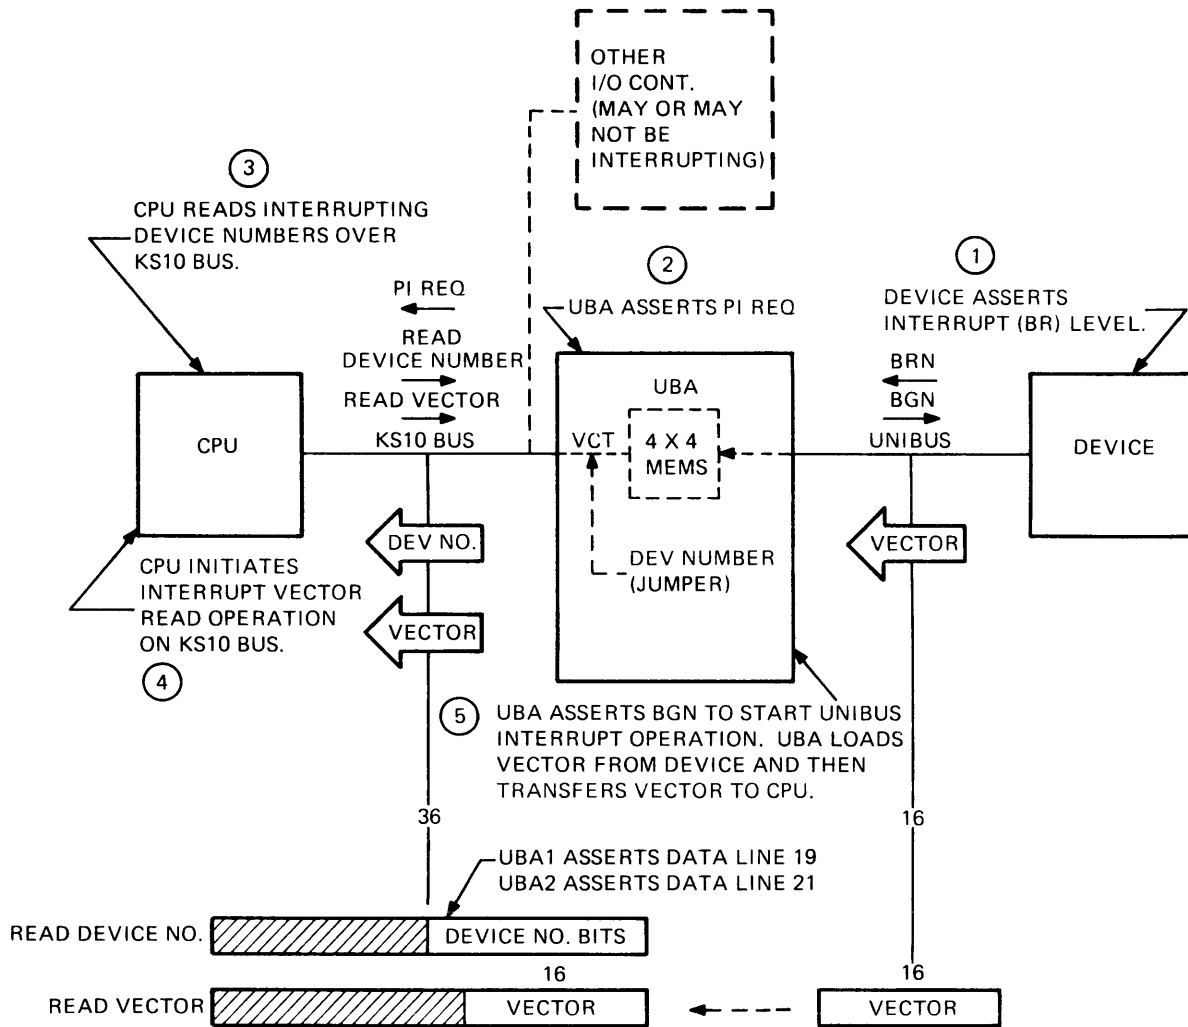 OTHER
I/O CONT.
(MAY OR MAY
NOT BE
INTERRUPTING)
3
CPU READS INTERRUPTING
DEVICE NUMBERS OVER
KS10 BUS.
2
UBA ASSERTS PI REQ
1
DEVICE ASSERTS
INTERRUPT (BR) LEVEL.
PI REQ
READ
DEVICE NUMBER
READ VECTOR
KS10 BUS
CPU
UBA
VCT
4 X 4
MEMS
DEV NUMBER
(JUMPER)
BRN
BGN
UNIBUS
DEVICE
DEV NO.
VECTOR
VECTOR
CPU INITIATES
INTERRUPT VECTOR
READ OPERATION
ON KS10 BUS.
4
5
UBA ASSERTS BGN TO START UNIBUS
INTERRUPT OPERATION. UBA LOADS
VECTOR FROM DEVICE AND THEN
TRANSFERS VECTOR TO CPU.
36
16
UBA1 ASSERTS DATA LINE 19
UBA2 ASSERTS DATA LINE 21
READ DEVICE NO.
DEVICE NO. BITS
16
16
READ VECTOR
VECTOR
VECTOR